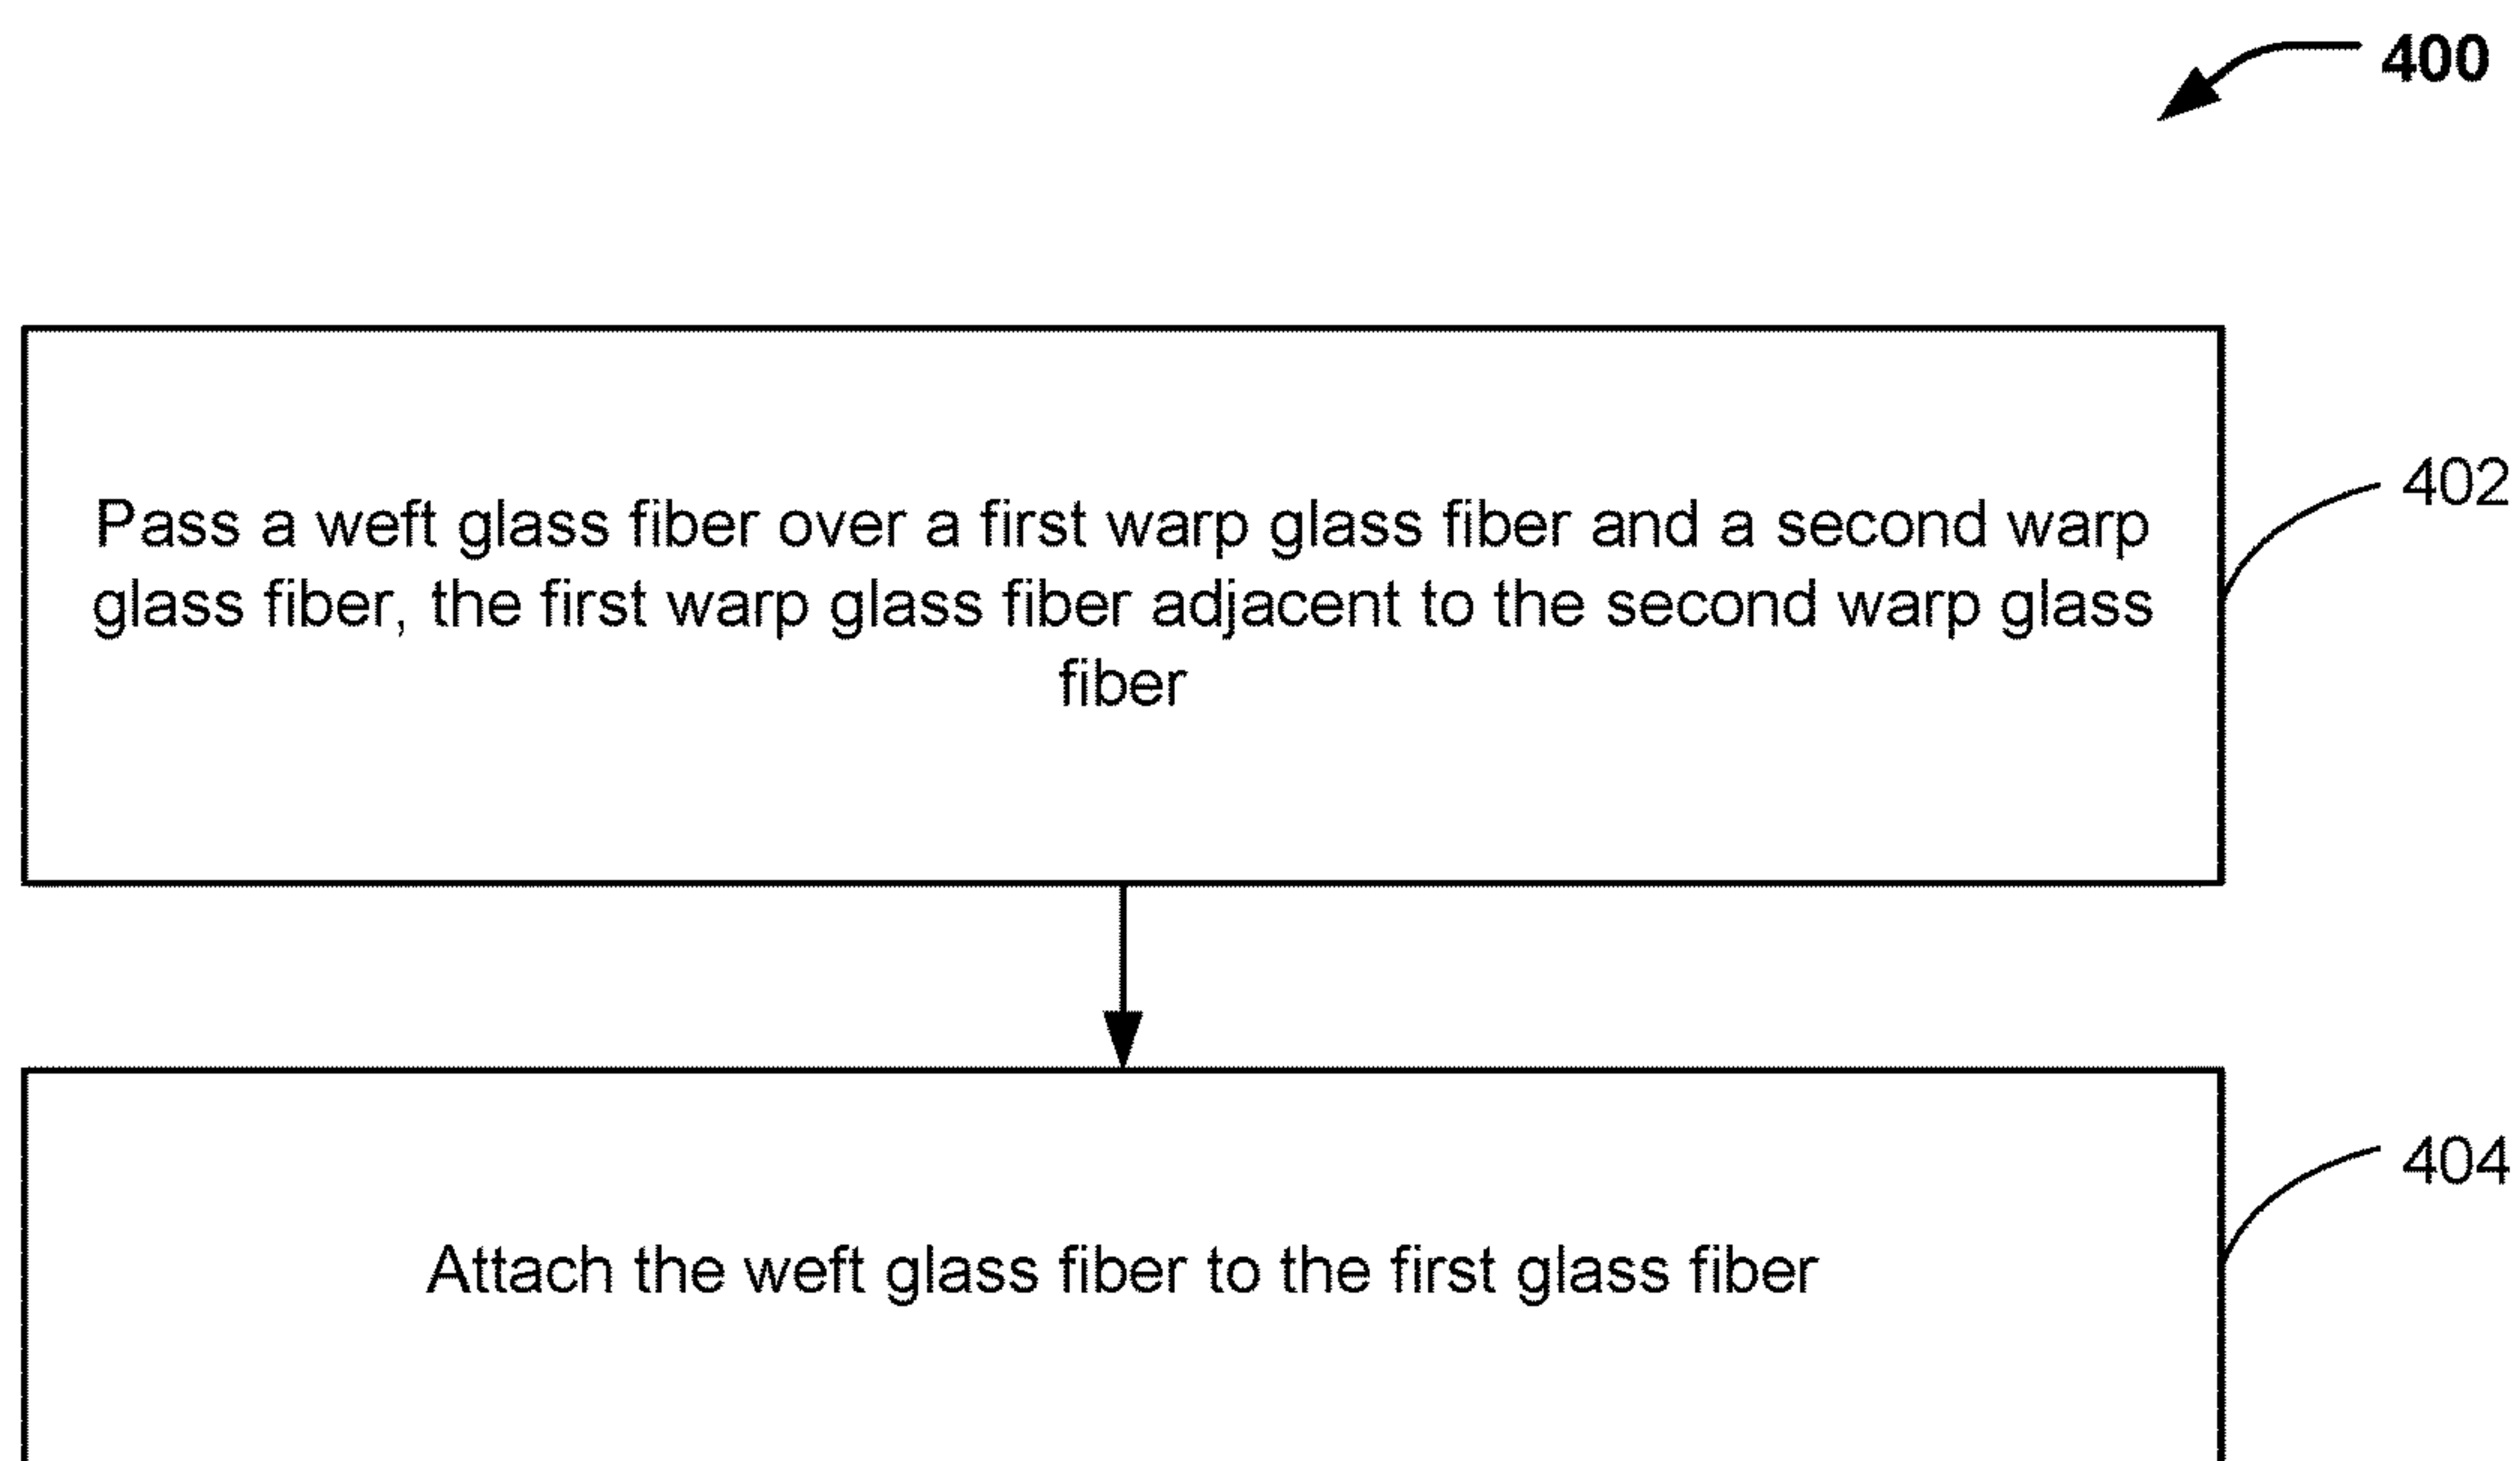 400
Pass a weft glass fiber over a first warp glass fiber and a second warp
402
glass fiber, the first warp glass fiber adjacent to the second warp glass
fiber
404
Attach the weft glass fiber to the first glass fiber